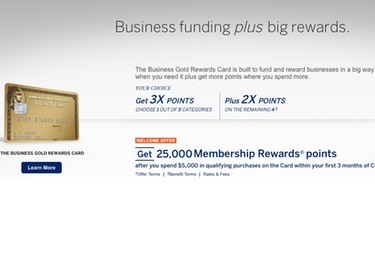 Business funding plus big rewards.
The Business Gold Rewards Card is built to fund and reward businesses in a big way.
when you need it plus get more points where you spend more.
YOUR CHOICE
Get 3X POINTS
CHOOSE 1 OUT OF 5 CATEGORIES
Plus 2X POINTS
ON THE REMAINING 4‡
AMERICAN EXPRESS
BUSINESS
THE BUSINESS GOLD REWARDS CARD
Learn More
WELCOME OFFER
Get 25,000 Membership Rewards® points
after you spend $5,000 in qualifying purchases on the Card within your first 3 months of C
†Offer Terms | ‡Benefit Terms | Rates & Fees